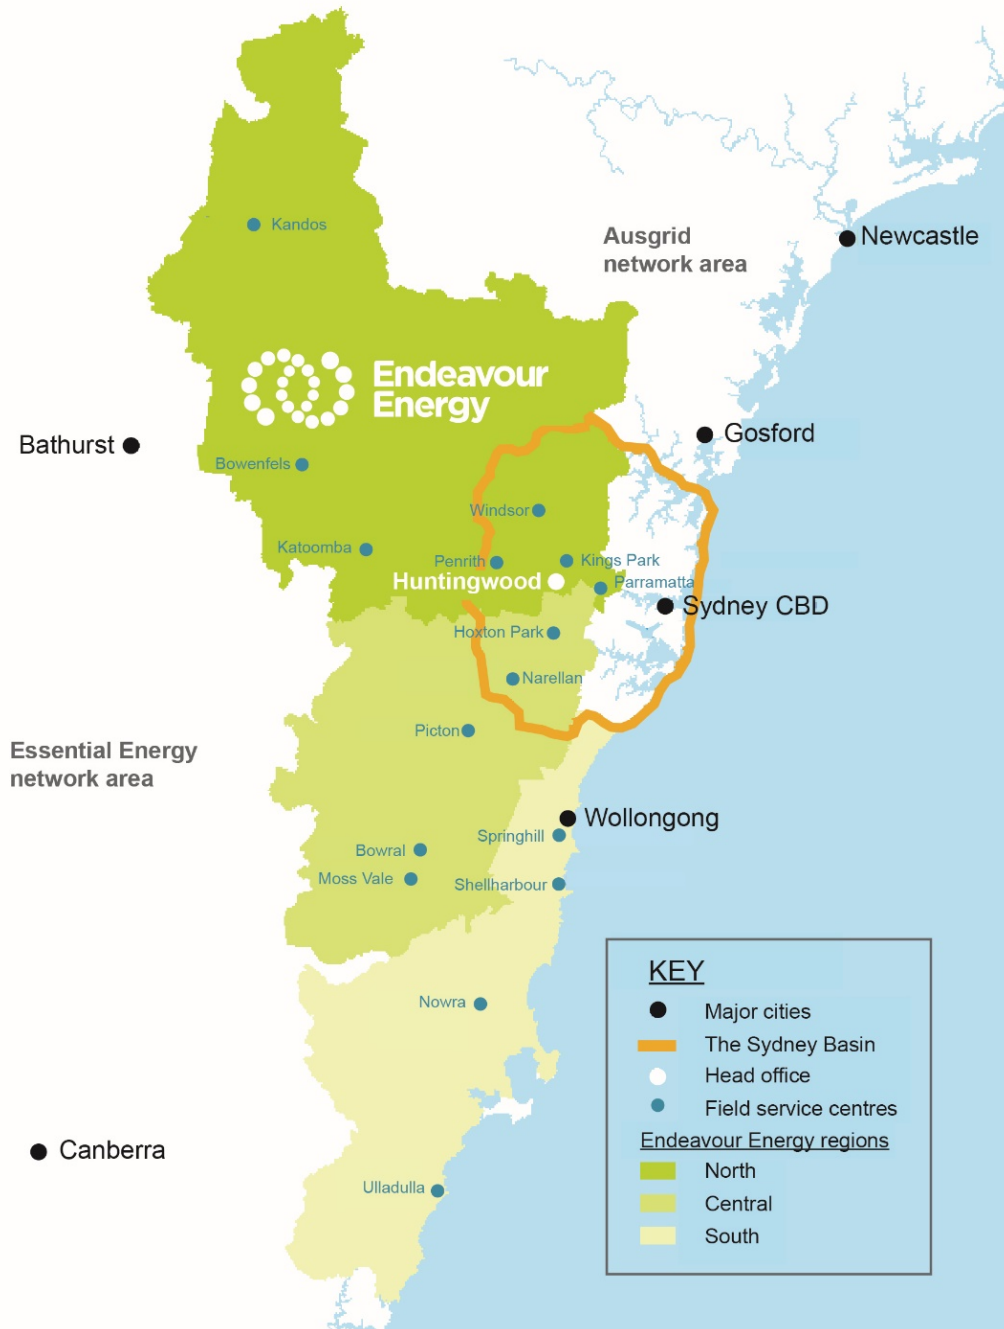 Kandos
Ausgrid
network area
Newcastle
Endeavour
Energy
Bathurst
Gosford
Bowenfels
Windsor
Katoomba
Penrith
Kings Park
Huntingwood
Parramatta
Sydney CBD
Hoxton Park
Narellan
Picton
Essential Energy
network area
Wollongong
Springhill
Bowral
Moss Vale
Shellharbour
Nowra
Canberra
Ulladulla
KEY
Major cities
The Sydney Basin
Head office
Field service centres
Endeavour Energy regions
North
Central
South